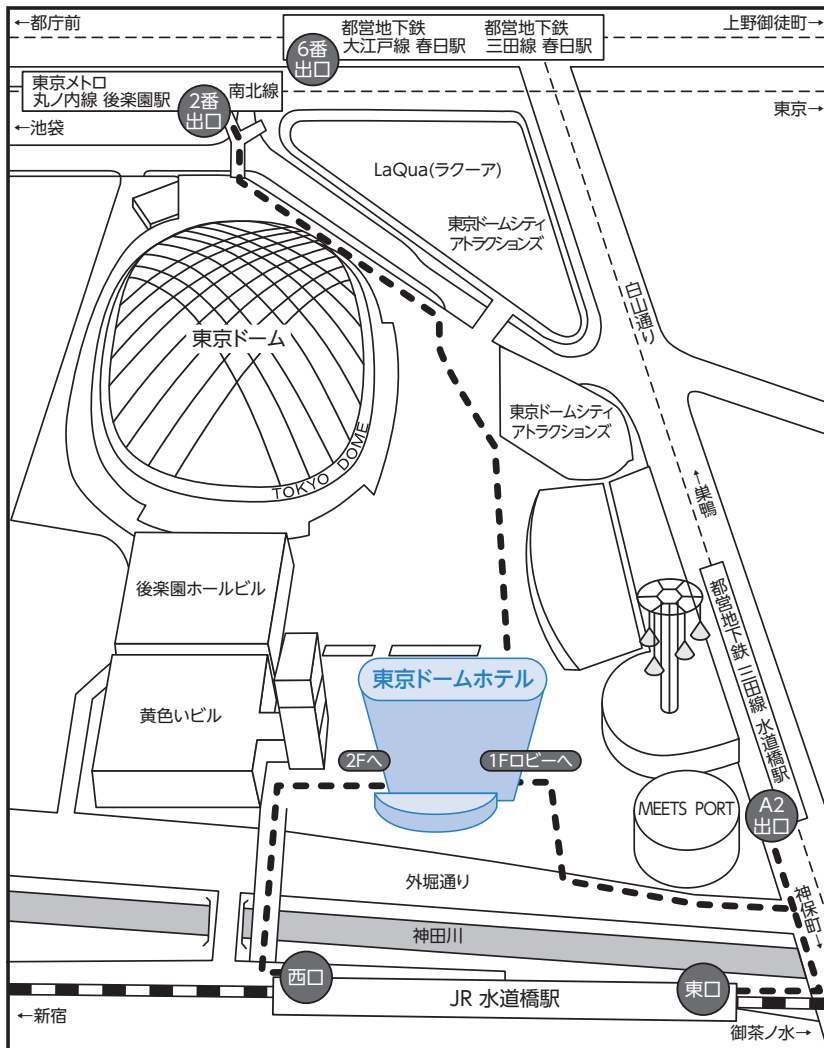 ←都庁前
都営地下鉄
大江戸線 春日駅
都営地下鉄
三田線 春日駅
上野御徒町→
6番
出口
東京メトロ
丸ノ内線 後楽園駅
2番
出口
南北線
←池袋
東京→
LaQua(ラクーア)
東京ドームシティ
アトラクションズ
白山通り
東京ドーム
TOKYO DOME
東京ドームシティ
アトラクションズ
←巣鴨
後楽園ホールビル
都営地下鉄 三田線 水道橋駅
東京ドームホテル
黄色いビル
2Fへ
1Fロビーへ
MEETS PORT
A2
出口
外堀通り
神保町→
神田川
西口
JR 水道橋駅
東口
←新宿
御茶ノ水→